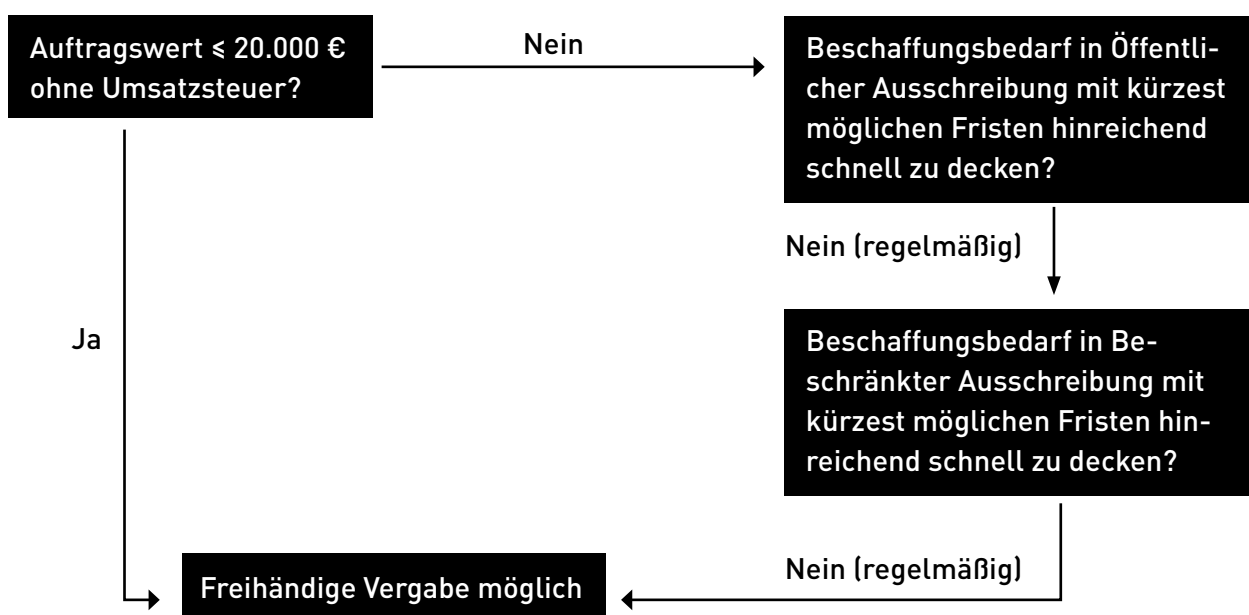 Auftragswert ≤ 20.000 €
ohne Umsatzsteuer?
Nein
Beschaffungsbedarf in Öffentli-
cher Ausschreibung mit kürzest
möglichen Fristen hinreichend
schnell zu decken?
Nein (regelmäßig)
Ja
Beschaffungsbedarf in Be-
schränkter Ausschreibung mit
kürzest möglichen Fristen hin-
reichend schnell zu decken?
Nein (regelmäßig)
Freihändige Vergabe möglich